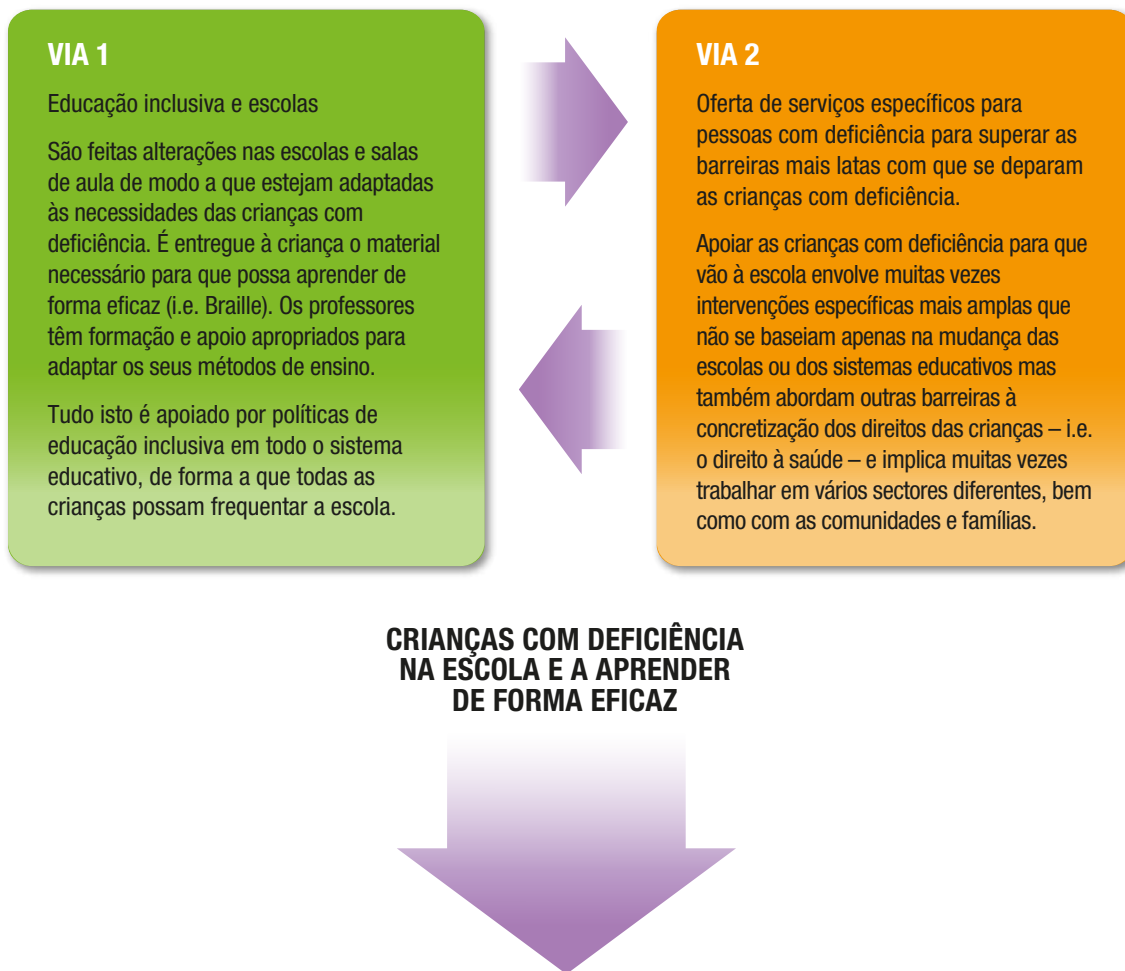 VIA 1
Educação inclusiva e escolas
São feitas alterações nas escolas e salas
de aula de modo a que estejam adaptadas
às necessidades das crianças com
deficiência. É entregue à criança o material
necessário para que possa aprender de
forma eficaz (i.e. Braille). Os professores
têm formação e apoio apropriados para
adaptar os seus métodos de ensino.
Tudo isto é apoiado por políticas de
educação inclusiva em todo o sistema
educativo, de forma a que todas as
crianças possam frequentar a escola.
VIA 2
Oferta de serviços específicos para
pessoas com deficiência para superar as
barreiras mais latas com que se deparam
as crianças com deficiência.
Apoiar as crianças com deficiência para que
vão à escola envolve muitas vezes
intervenções específicas mais amplas que
não se baseiam apenas na mudança das
escolas ou dos sistemas educativos mas
também abordam outras barreiras à
concretização dos direitos das crianças – i.e.
o direito à saúde – e implica muitas vezes
trabalhar em vários sectores diferentes, bem
como com as comunidades e famílias.
CRIANÇAS COM DEFICIÊNCIA
NA ESCOLA E A APRENDER
DE FORMA EFICAZ